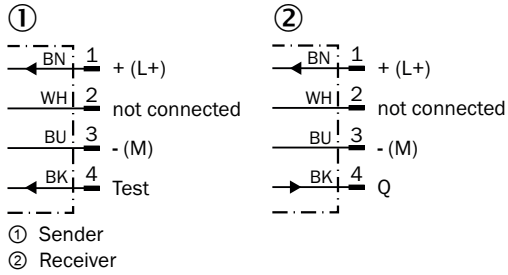 ① ②
BN 1 + (L+) BN 1 + (L+)
WH 2 not connected WH 2 not connected
BU 3 - (M) BU 3 - (M)
BK 4 Test BK 4 Q
① Sender
② Receiver